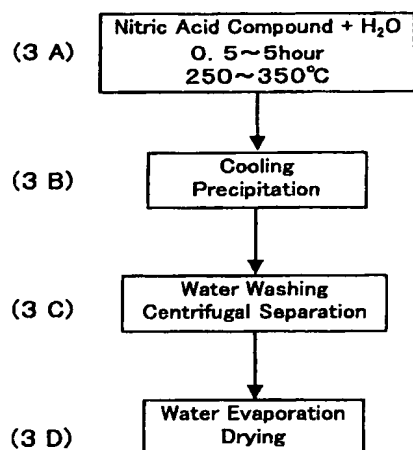 (3 A)
Nitric Acid Compound + H₂O
0. 5～5hour
250～350℃
(3 B)
Cooling
Precipitation
(3 C)
Water Washing
Centrifugal Separation
(3 D)
Water Evaporation
Drying